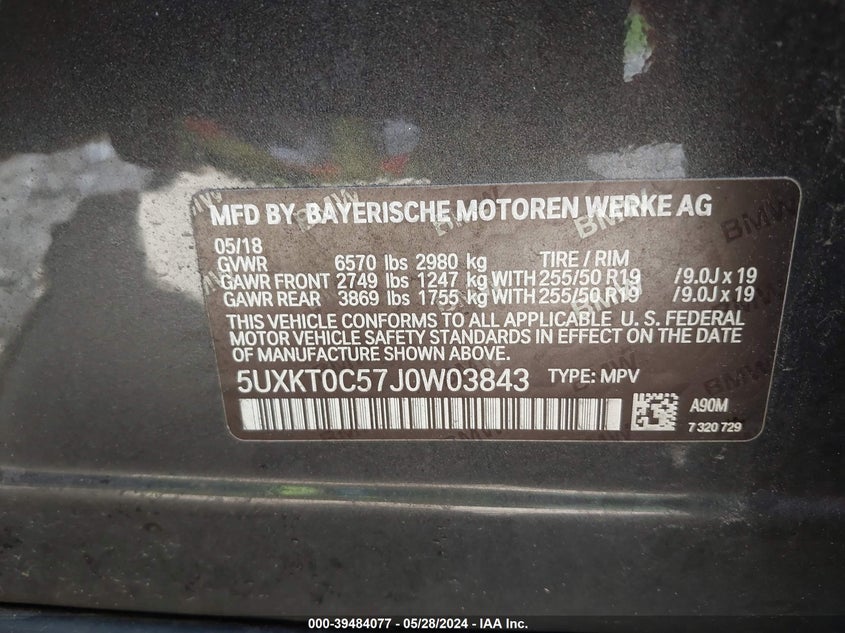 MFD BY: BAYERISCHE MOTOREN WERKE AG
05/18
GVWR 6570 lbs 2980 kg TIRE / RIM
GAWR FRONT 2749 lbs 1247 kg WITH 255/50 R19 /9.0J x 19
GAWR REAR 3869 lbs 1755 kg WITH 255/50 R19 /9.0J x 19
THIS VEHICLE CONFORMS TO ALL APPLICABLE U. S. FEDERAL
MOTOR VEHICLE SAFETY STANDARDS IN EFFECT ON THE DATE
OF MANUFACTURE SHOWN ABOVE.
5UXKT0C57J0W03843 TYPE: MPV
A90M
7 320 729
000-39484077 - 05/28/2024 - IAA Inc.